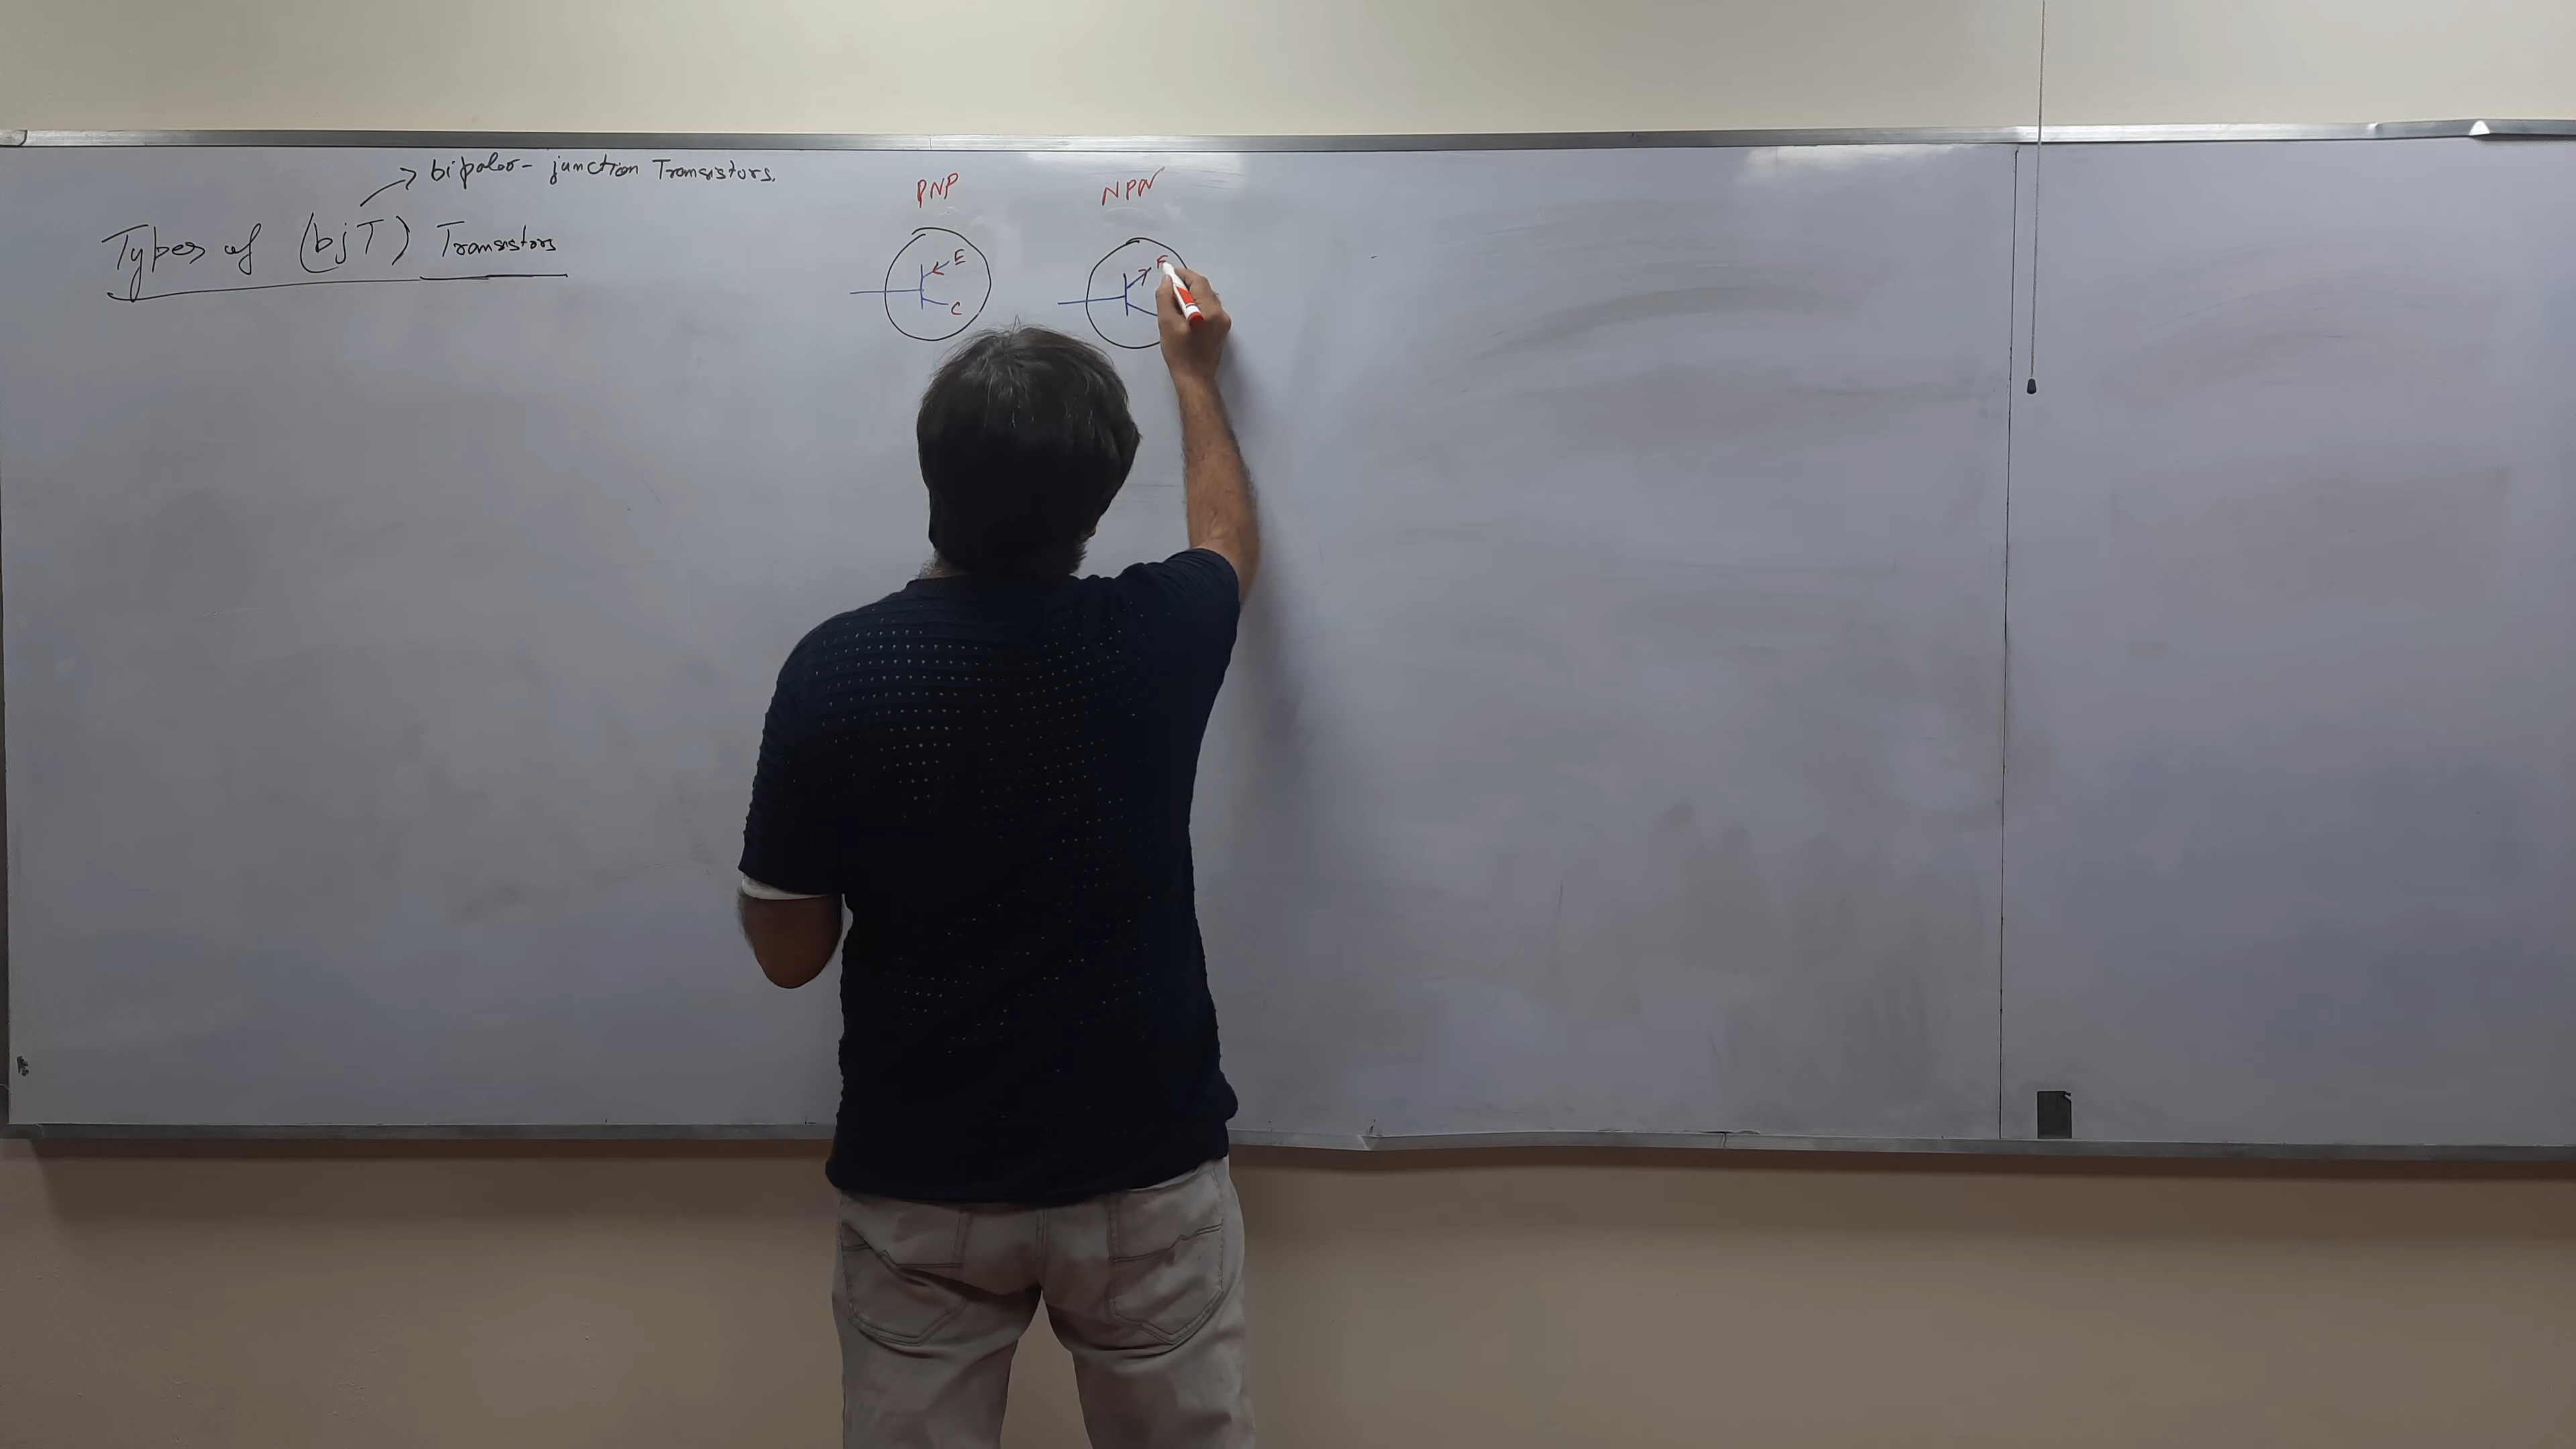 bipolar - junction Transistors.
Types of (bjT) Transistors
PNP
NPN
E
C
E